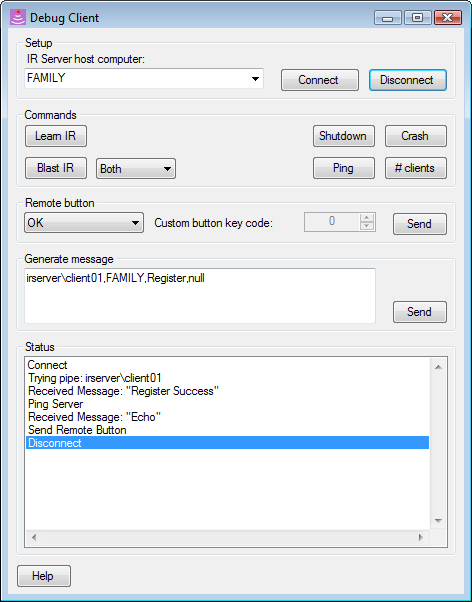 Debug Client
Setup
IR Server host computer:
FAMILY
Connect
Disconnect
Commands
Learn IR
Shutdown
Crash
Blast IR
Both
Ping
# clients
Remote button
OK
Custom button key code:
0
Send
Generate message
irserver\client01,FAMILY,Register,null
Send
Status
Connect
Trying pipe: irserver\client01
Received Message: "Register Success"
Ping Server
Received Message: "Echo"
Send Remote Button
Disconnect
Help